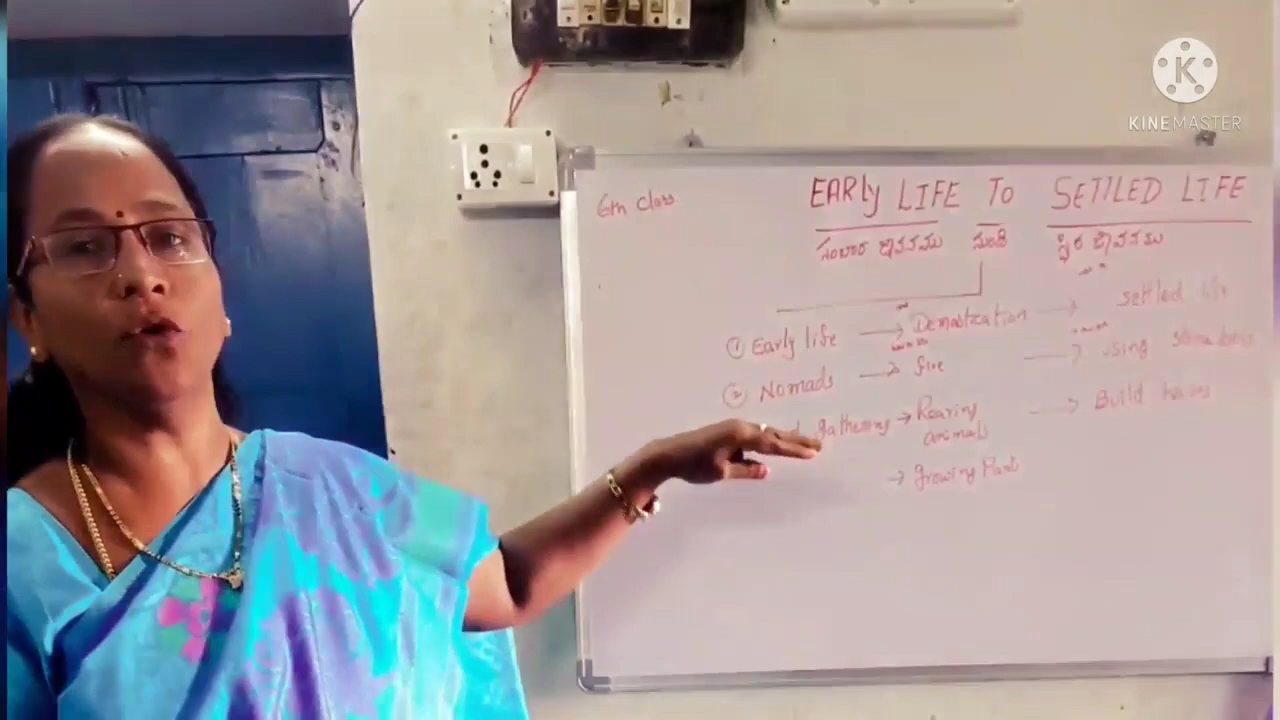 KINEMASTER
6th class
EARLY LIFE TO SETTLED LIFE
సంచార జీవనము నుండి స్థిర జీవనము
① Early life → Domestication → settled life
② Nomads → fire → using
gathering → Rearing animals → Build houses
→ growing Plants